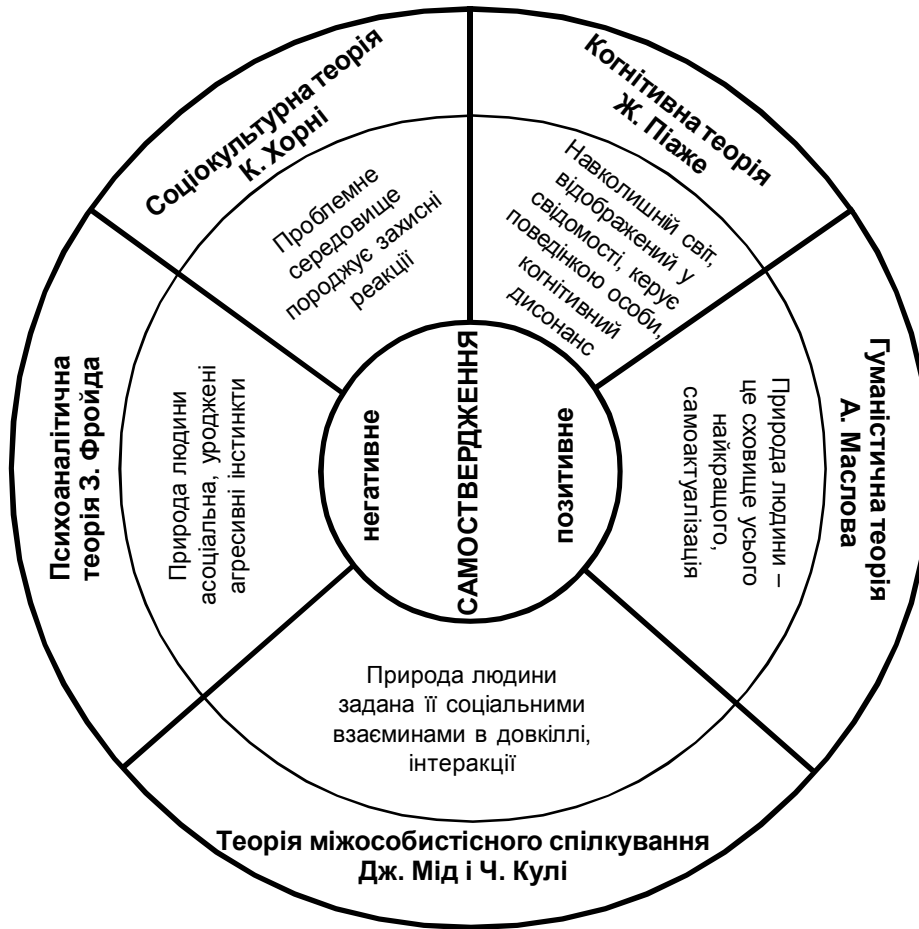 Соціокультурна теорія
К. Хорні
Когнітивна теорія
Ж. Піаже
Проблемне
середовище
породжує захисні
реакції
Навколишній світ,
відображений у
свідомості, керує
поведінкою особи,
когнітивний
дисонанс
Психоаналітична
теорія З. Фройда
Природа людини
асоціальна, уроджені
агресивні інстинкти
негативне
САМОСТВЕРДЖЕННЯ
позитивне
Природа людини –
це сховище усього
найкращого,
самоактуалізація
Гуманістична теорія
А. Маслова
Природа людини
задана її соціальними
взаєминами в довкіллі,
інтеракції
Теорія міжособистісного спілкування
Дж. Мід і Ч. Кулі